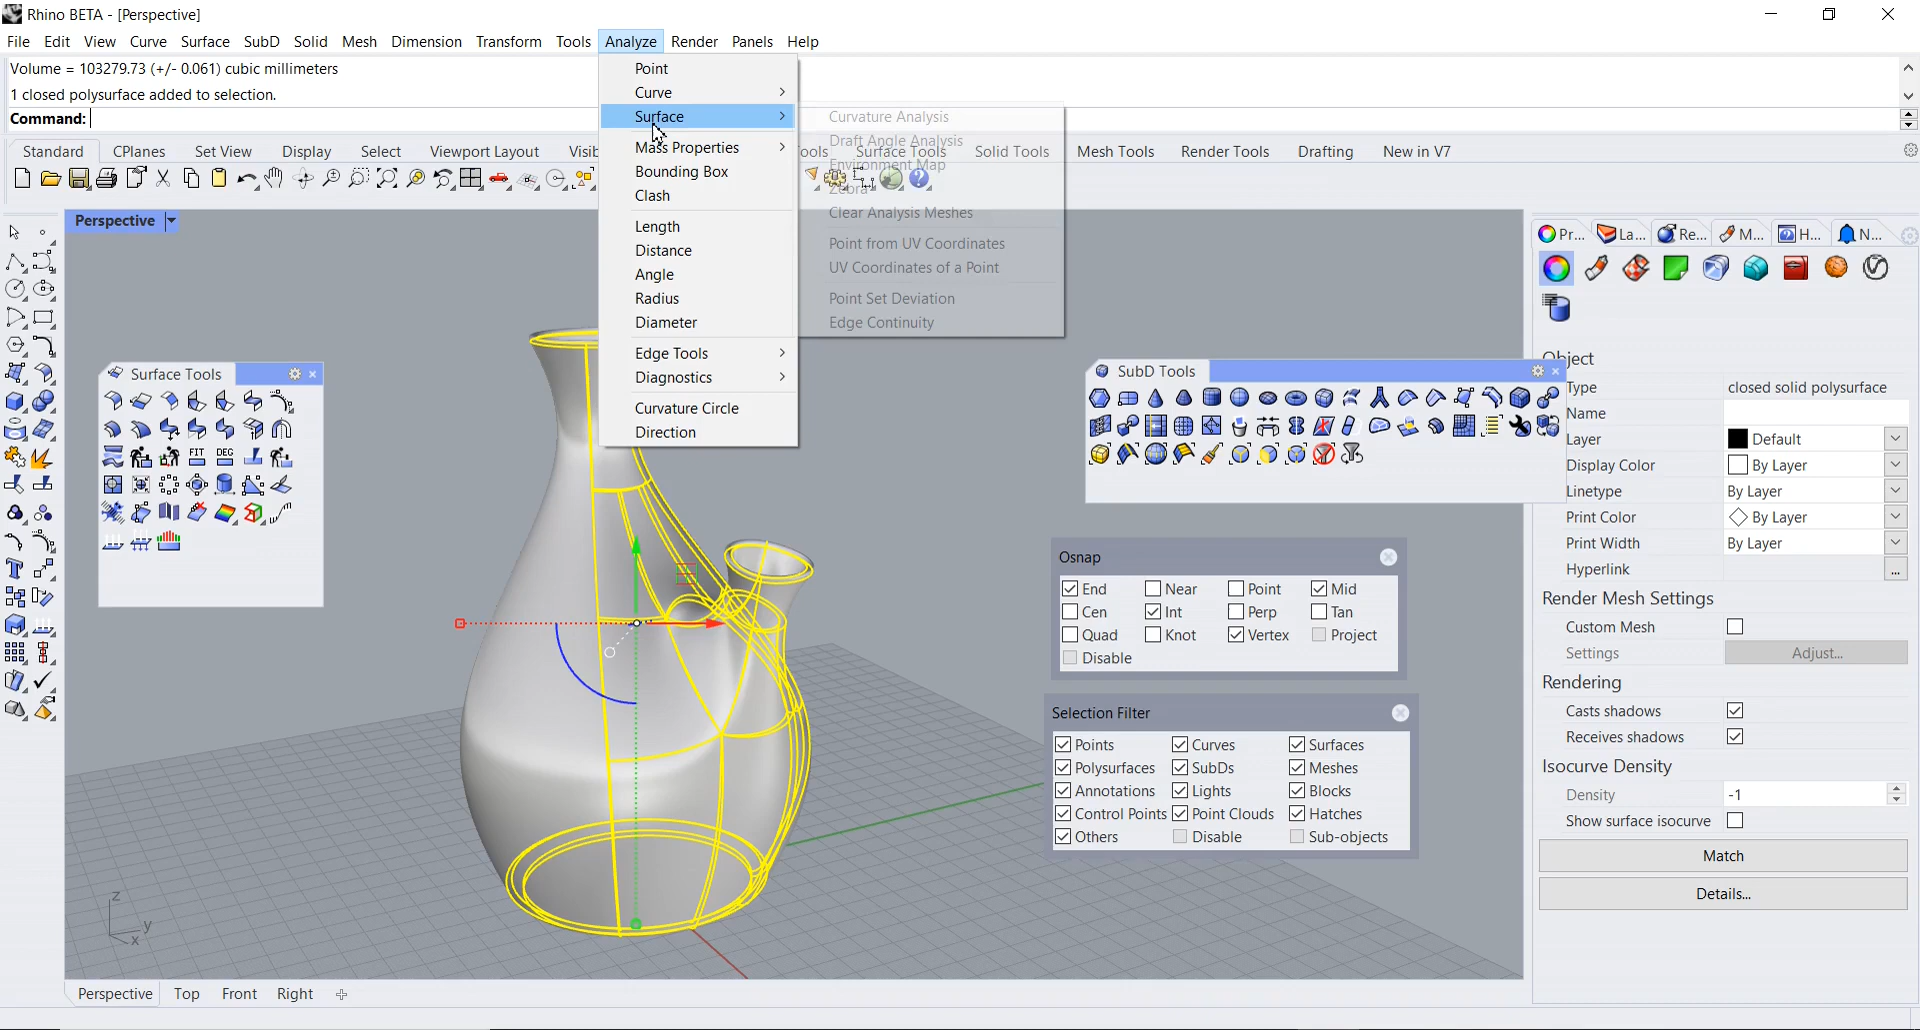 Rhino BETA - [Perspective]
File Edit View Curve Surface SubD Solid Mesh Dimension Transform Tools Analyze Render Panels Help
Volume = 103279.73 (+/- 0.061) cubic millimeters
1 closed polysurface added to selection.
Command:
Standard CPlanes Set View Display Select Viewport Layout Visib ools Surface Tools Solid Tools Mesh Tools Render Tools Drafting New in V7
Point
Curve
Surface
Mass Properties
Bounding Box
Clash
Length
Distance
Angle
Radius
Diameter
Edge Tools
Diagnostics
Curvature Circle
Direction
Curvature Analysis
Draft Angle Analysis
Environment Map
Zebra
Clear Analysis Meshes
Point from UV Coordinates
UV Coordinates of a Point
Point Set Deviation
Edge Continuity
Perspective
Surface Tools
FIT DEG
SubD Tools
Osnap
End Near Point Mid
Cen Int Perp Tan
Quad Knot Vertex Project
Disable
Selection Filter
Points Curves Surfaces
Polysurfaces SubDs Meshes
Annotations Lights Blocks
Control Points Point Clouds Hatches
Others Disable Sub-objects
z
y
x
Pr... La... Re... M... H... N...
Object
Type closed solid polysurface
Name
Layer Default
Display Color By Layer
Linetype By Layer
Print Color By Layer
Print Width By Layer
Hyperlink ...
Render Mesh Settings
Custom Mesh
Settings Adjust...
Rendering
Casts shadows
Receives shadows
Isocurve Density
Density -1
Show surface isocurve
Match
Details...
Perspective Top Front Right